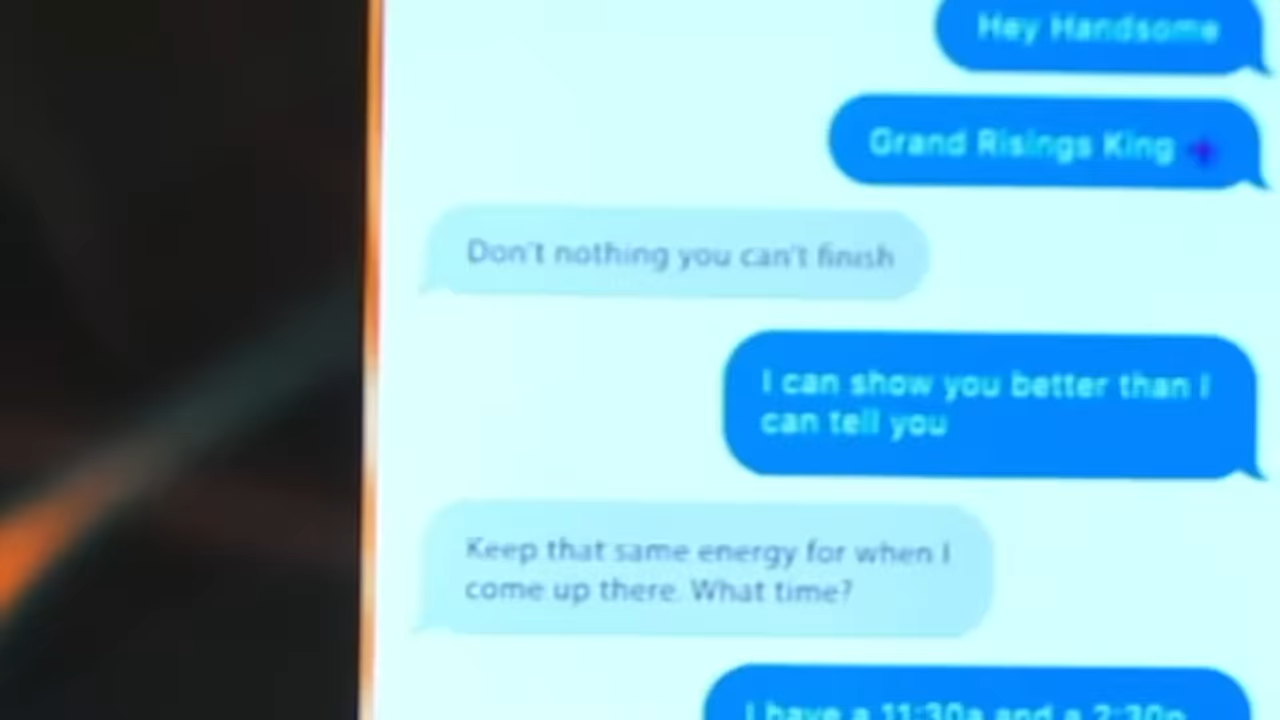 Hey Handsome
Grand Risings King
Don't nothing you can't finish
I can show you better than I
can tell you
Keep that same energy for when I
come up there. What time?
I have a 11:30a and a 2:30p